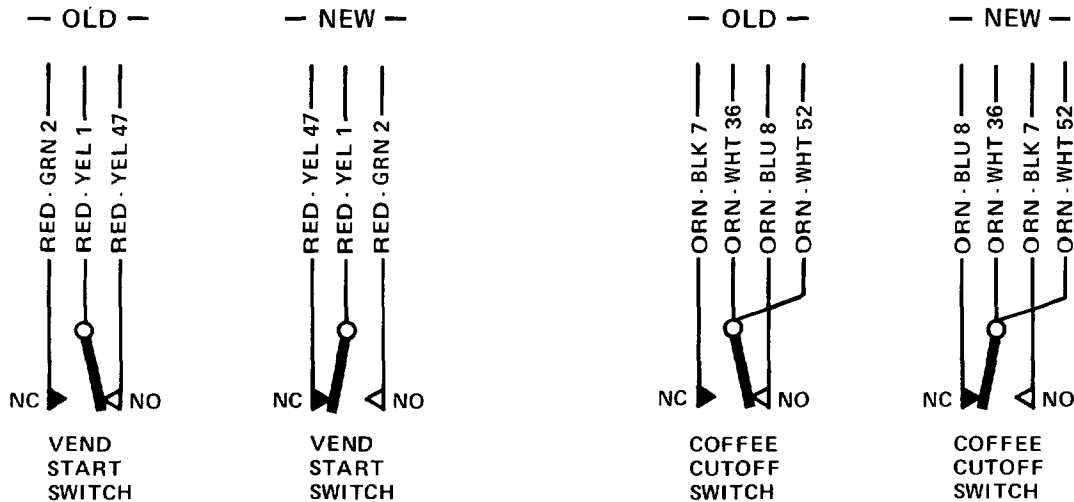 — OLD —
RED - GRN 2
RED - YEL 1
RED - YEL 47
NC
NO
VEND
START
SWITCH
— NEW —
RED - YEL 47
RED - YEL 1
RED - GRN 2
NC
NO
VEND
START
SWITCH
— OLD —
ORN - BLK 7
ORN - WHT 36
ORN - BLU 8
ORN - WHT 52
NC
NO
COFFEE
CUTOFF
SWITCH
— NEW —
ORN - BLU 8
ORN - WHT 36
ORN - BLK 7
ORN - WHT 52
NC
NO
COFFEE
CUTOFF
SWITCH